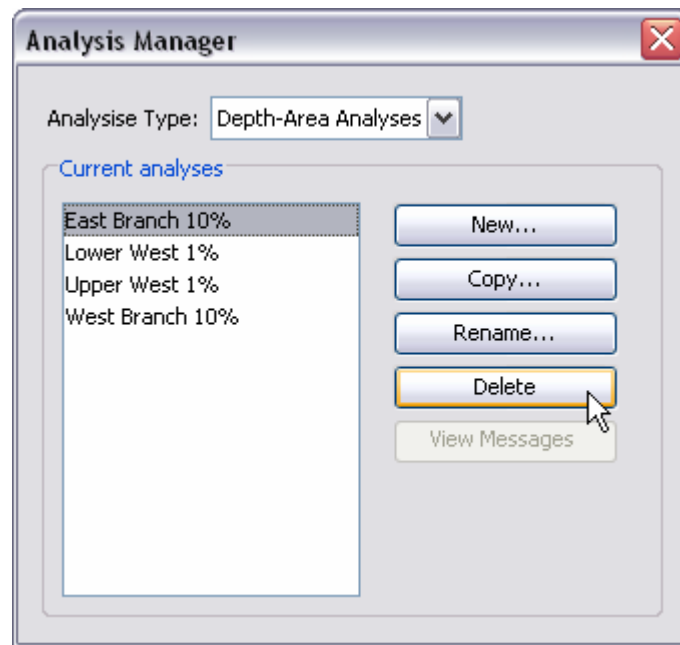 Analysis Manager
Analysise Type: Depth-Area Analyses
Current analyses
East Branch 10%
Lower West 1%
Upper West 1%
West Branch 10%
New...
Copy...
Rename...
Delete
View Messages